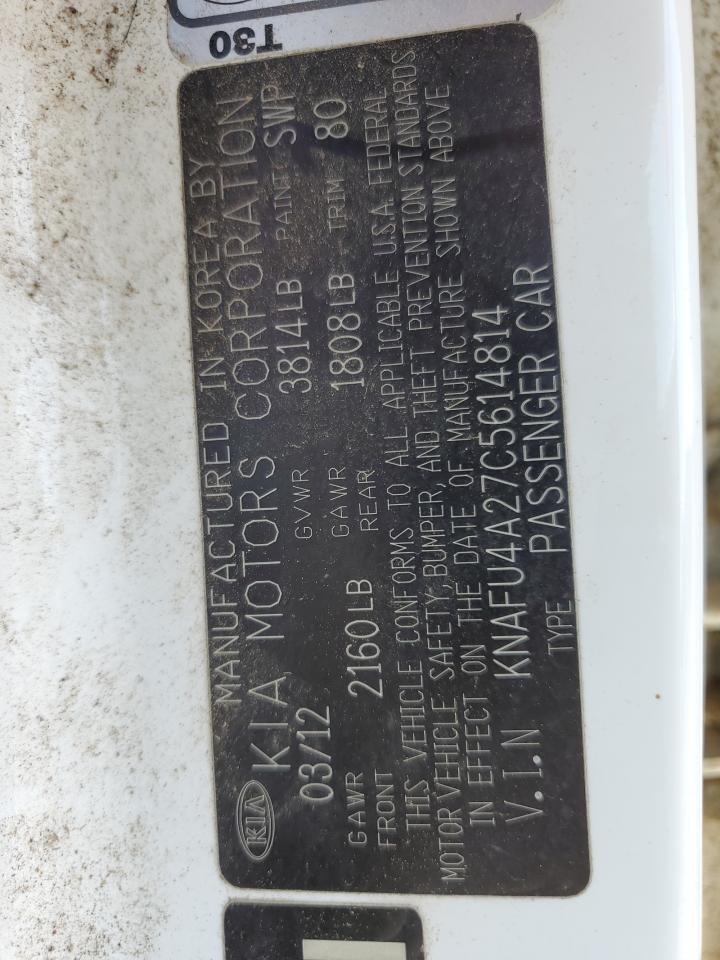 T30
MANUFACTURED IN KOREA BY
KIA KIA MOTORS CORPORATION
03/12 GVWR 3814LB PAINT SWP
GAWR FRONT 2160LB GAWR REAR 1808LB TRIM 80
THIS VEHICLE CONFORMS TO ALL APPLICABLE U.S.A. FEDERAL
MOTOR VEHICLE SAFETY, BUMPER, AND THEFT PREVENTION STANDARDS
IN EFFECT ON THE DATE OF MANUFACTURE SHOWN ABOVE
V.I.N KNAFU4A27C5614814
TYPE PASSENGER CAR